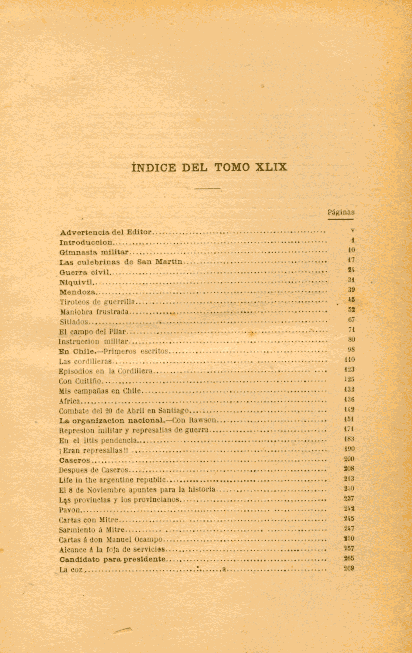 ÍNDICE DEL TOMO XLIX
Páginas
Advertencia del Editor v
Introduccion 1
Gimnasia militar 10
Las culebrinas de San Martin 17
Guerra civil 24
Niquivil 31
Mendoza 39
Tiroteos de guerrilla 45
Maniobra frustrada 52
Sitiados 67
El campo del Pilar 71
Instruccion militar 80
En Chile.—Primeros escritos 98
Las cordilleras 110
Episodios en la Cordillera 123
Con Cuitiño 125
Mis campañas en Chile 134
Africa 136
Combate del 20 de Abril en Santiago 142
La organizacion nacional.—Con Rawson 151
Represion militar y represalias de guerra 171
En el litis pendencia 183
¡Eran represalias!! 190
Caseros 200
Despues de Caseros 208
Life in the argentine republic 213
El 8 de Noviembre apuntes para la historia
Las provincias y los provincianos 237
Pavon 242
Cartas con Mitre 245
Sarmiento á Mitre 247
Cartas á don Manuel Ocampo 250
Alcance á la foja de servicios 257
Candidato para presidente
La coz 269